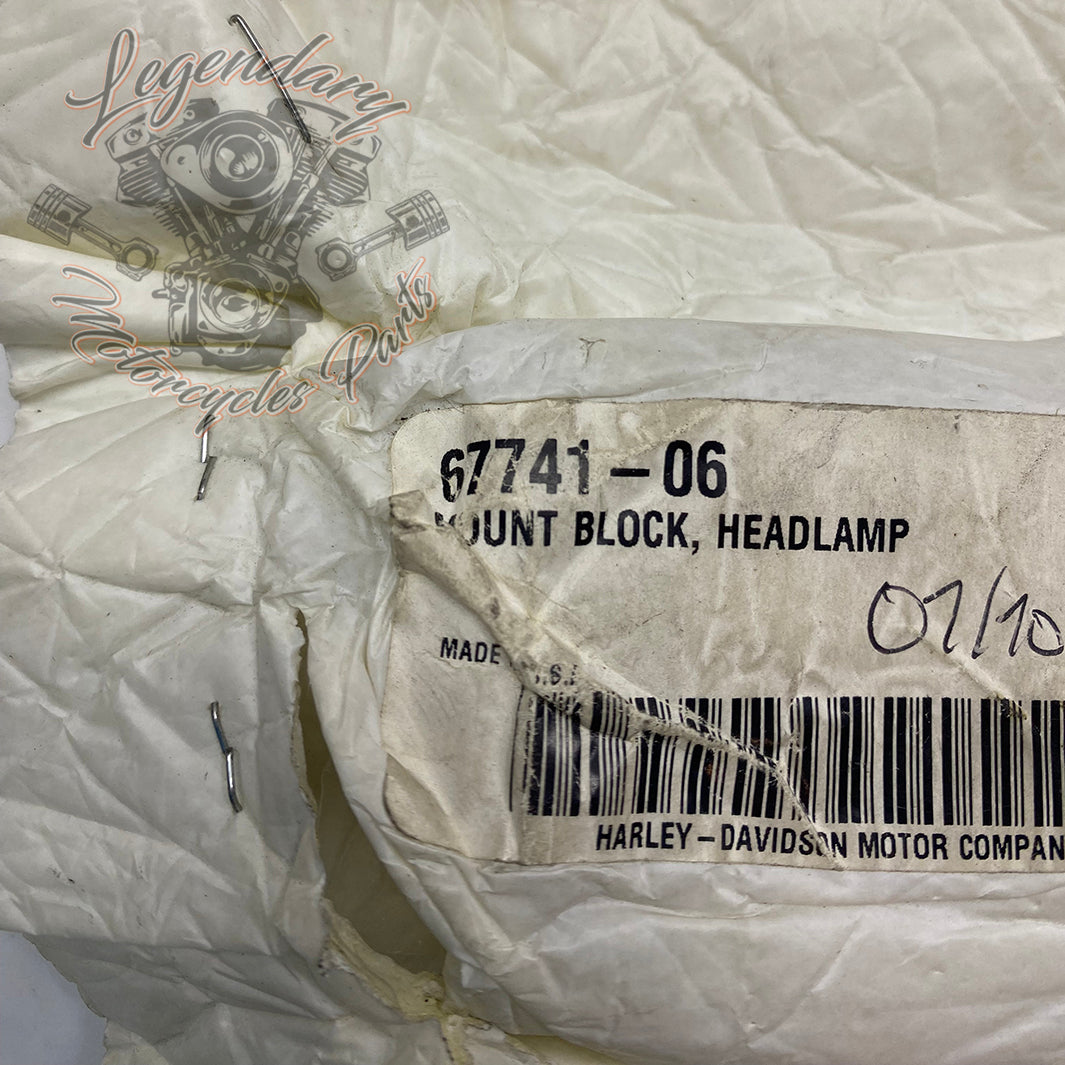 Legendary
Motorcycles Parts
67741-06
MOUNT BLOCK, HEADLAMP
07/10
MADE
HARLEY-DAVIDSON MOTOR COMPAN